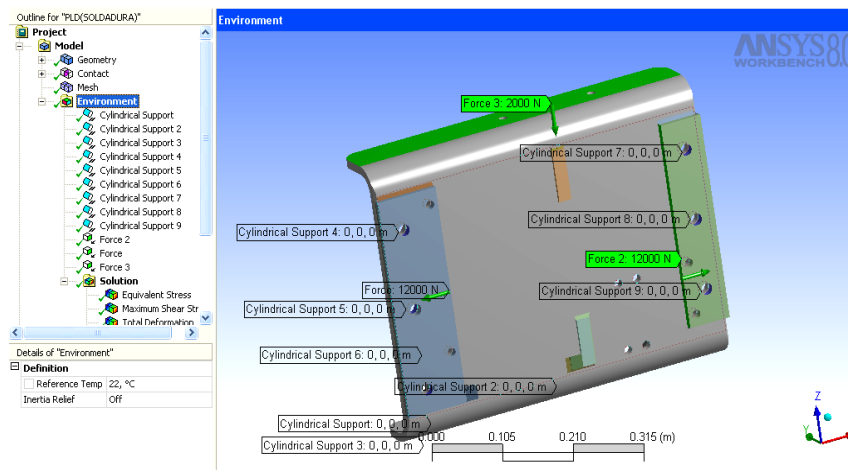 Outline for "PLD(SOLDADURA)"
Project
Model
Geometry
Contact
Mesh
Environment
Cylindrical Support
Cylindrical Support 2
Cylindrical Support 3
Cylindrical Support 4
Cylindrical Support 5
Cylindrical Support 6
Cylindrical Support 7
Cylindrical Support 8
Cylindrical Support 9
Force 2
Force
Force 3
Solution
Equivalent Stress
Maximum Shear Str
Total Deformation
Details of "Environment"
Definition
Reference Temp 22, °C
Inertia Relief Off
Environment
ANSYS 8.0
WORKBENCH
Force 3: 2000 N
Cylindrical Support 7: 0, 0, 0 m
Cylindrical Support 4: 0, 0, 0 m
Cylindrical Support 8: 0, 0, 0 m
Force 2: 12000 N
Force: 12000 N
Cylindrical Support 9: 0, 0, 0 m
Cylindrical Support 5: 0, 0, 0 m
Cylindrical Support 6: 0, 0, 0 m
Cylindrical Support 2: 0, 0, 0 m
Cylindrical Support: 0, 0, 0 m
Cylindrical Support 3: 0, 0, 0 m
0.000 0.105 0.210 0.315 (m)
Z
Y